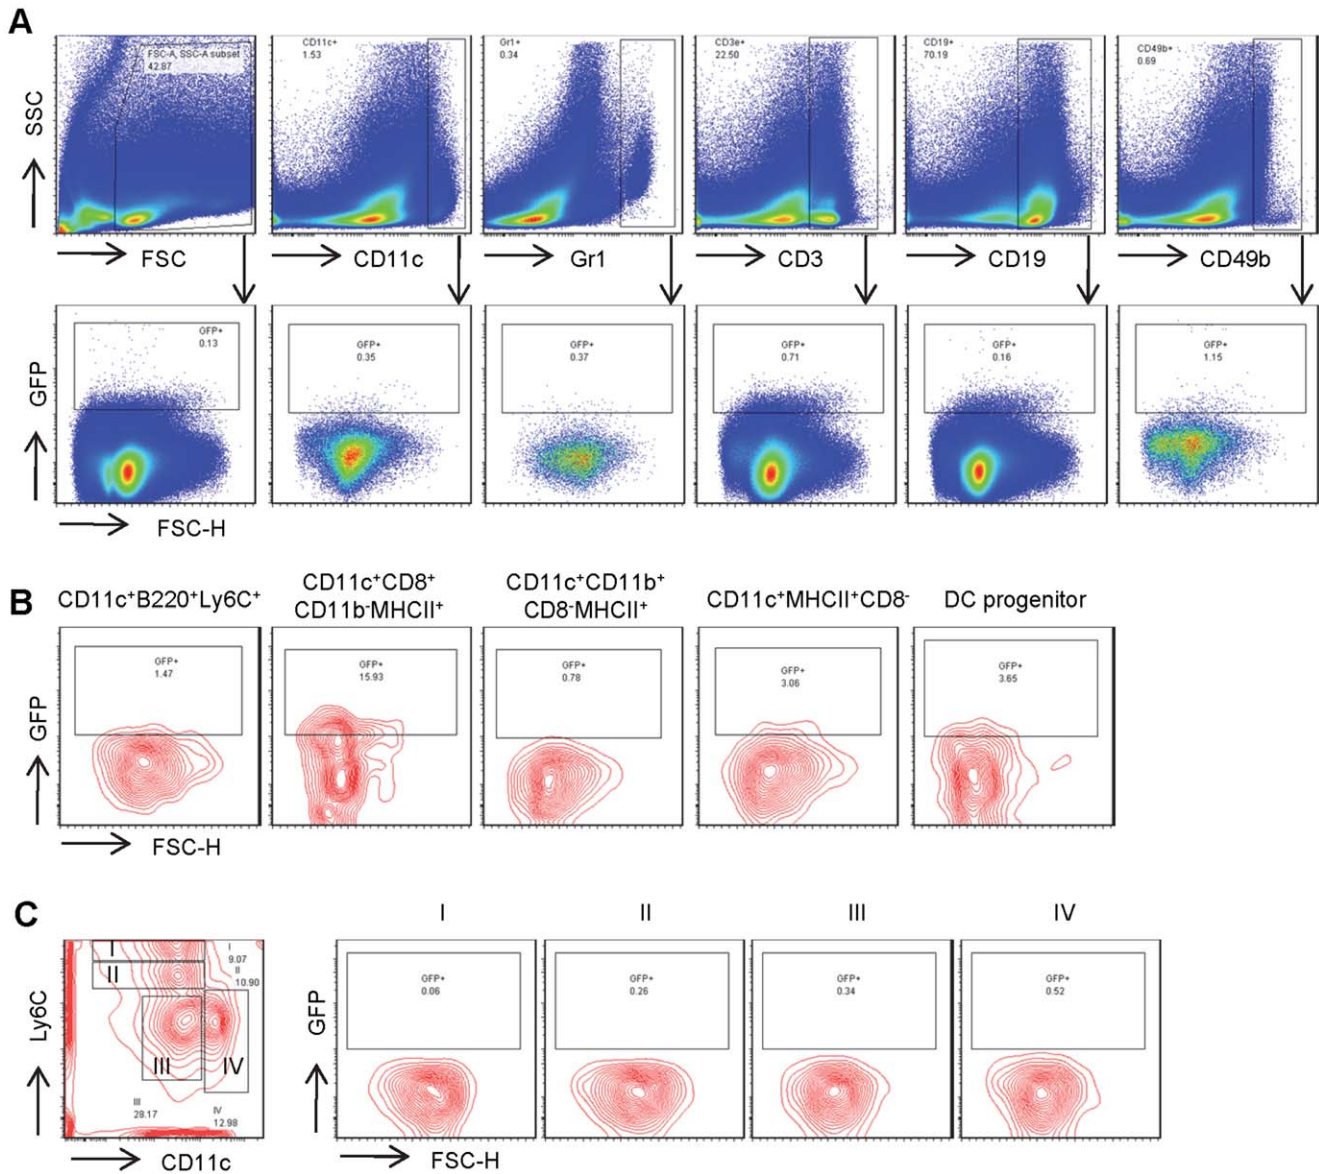 A
FSC-A, SSC-A subset
42.87
CD11c+
1.53
Gr1+
0.34
CD3e+
22.50
CD19+
70.19
CD49b+
0.69
SSC
FSC
CD11c
Gr1
CD3
CD19
CD49b
GFP+
0.13
GFP+
0.35
GFP+
0.37
GFP+
0.71
GFP+
0.16
GFP+
1.15
GFP
FSC-H
B
CD11c⁺B220⁺Ly6C⁺
CD11c⁺CD8⁺
CD11b⁻MHCII⁺
CD11c⁺CD11b⁺
CD8⁻MHCII⁺
CD11c⁺MHCII⁺CD8⁻
DC progenitor
GFP+
1.47
GFP+
15.93
GFP+
0.78
GFP+
3.06
GFP+
3.65
GFP
FSC-H
C
I
II
III
IV
I
II
III
IV
I
9.07
II
10.90
III
29.17
IV
12.98
Ly6C
CD11c
GFP+
0.06
GFP+
0.26
GFP+
0.34
GFP+
0.52
GFP
FSC-H